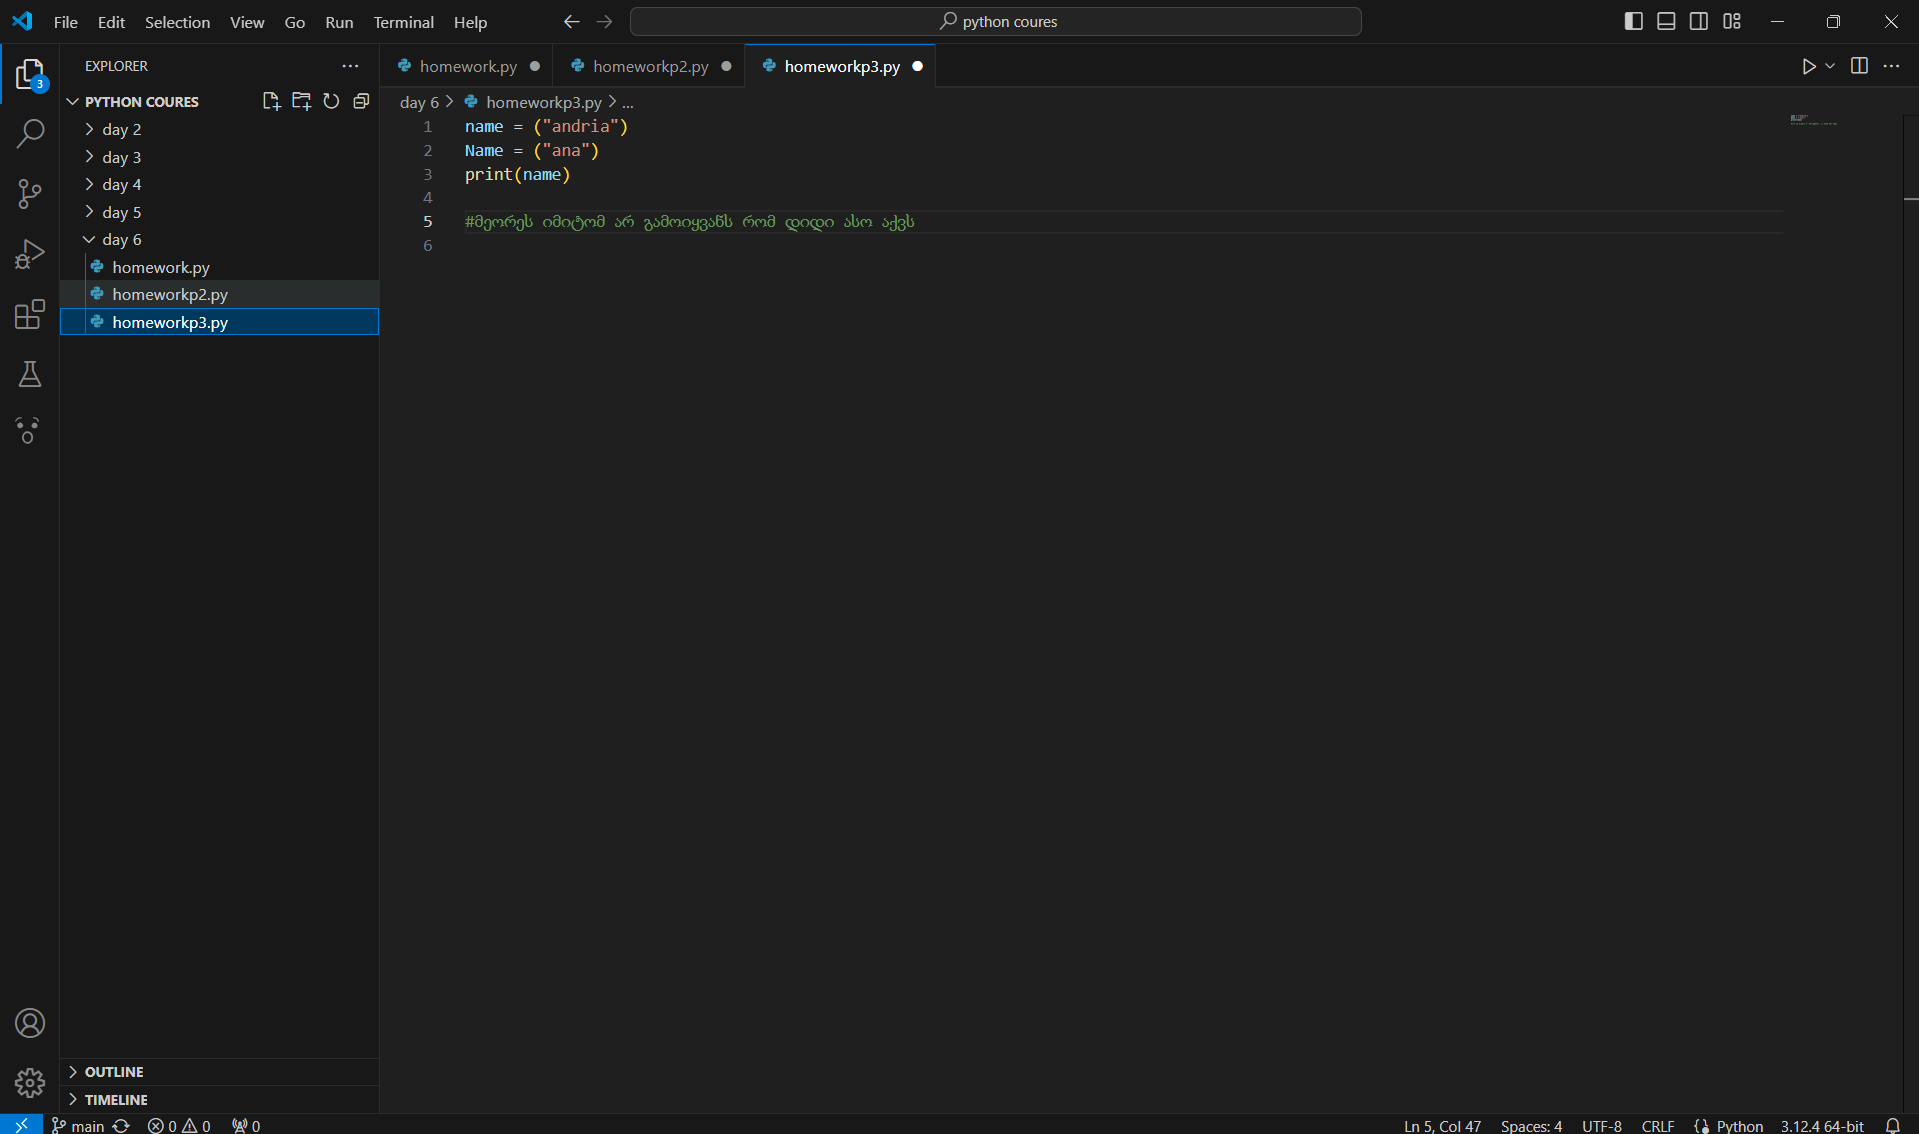 File Edit Selection View Go Run Terminal Help
python coures
EXPLORER
homework.py
homeworkp2.py
homeworkp3.py
PYTHON COURES
day 6 > homeworkp3.py > ...
day 2
day 3
day 4
day 5
day 6
homework.py
homeworkp2.py
homeworkp3.py
1 name = ("andria")
2 Name = ("ana")
3 print(name)
4
5 #მეორეს იმიტომ არ გამოიყვანს რომ დიდი ასო აქვს
6
3
OUTLINE
TIMELINE
main 0 0 0 Ln 5, Col 47 Spaces: 4 UTF-8 CRLF {} Python 3.12.4 64-bit